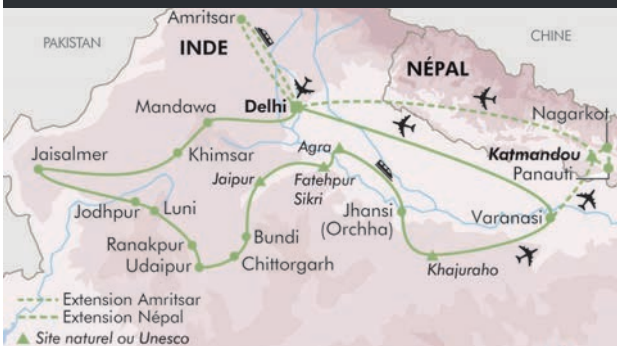 Amritsar
PAKISTAN
INDE
CHINE
NÉPAL
Mandawa
Delhi
Nagarkot
Jaisalmer
Khimsar
Agra
Katmandou
Panauti
Jaipur
Fatehpur
Sikri
Jodhpur
Luni
Jhansi
(Orchha)
Varanasi
Ranakpur
Bundi
Udaipur
Chittorgarh
Khajuraho
Extension Amritsar
Extension Népal
Site naturel ou Unesco